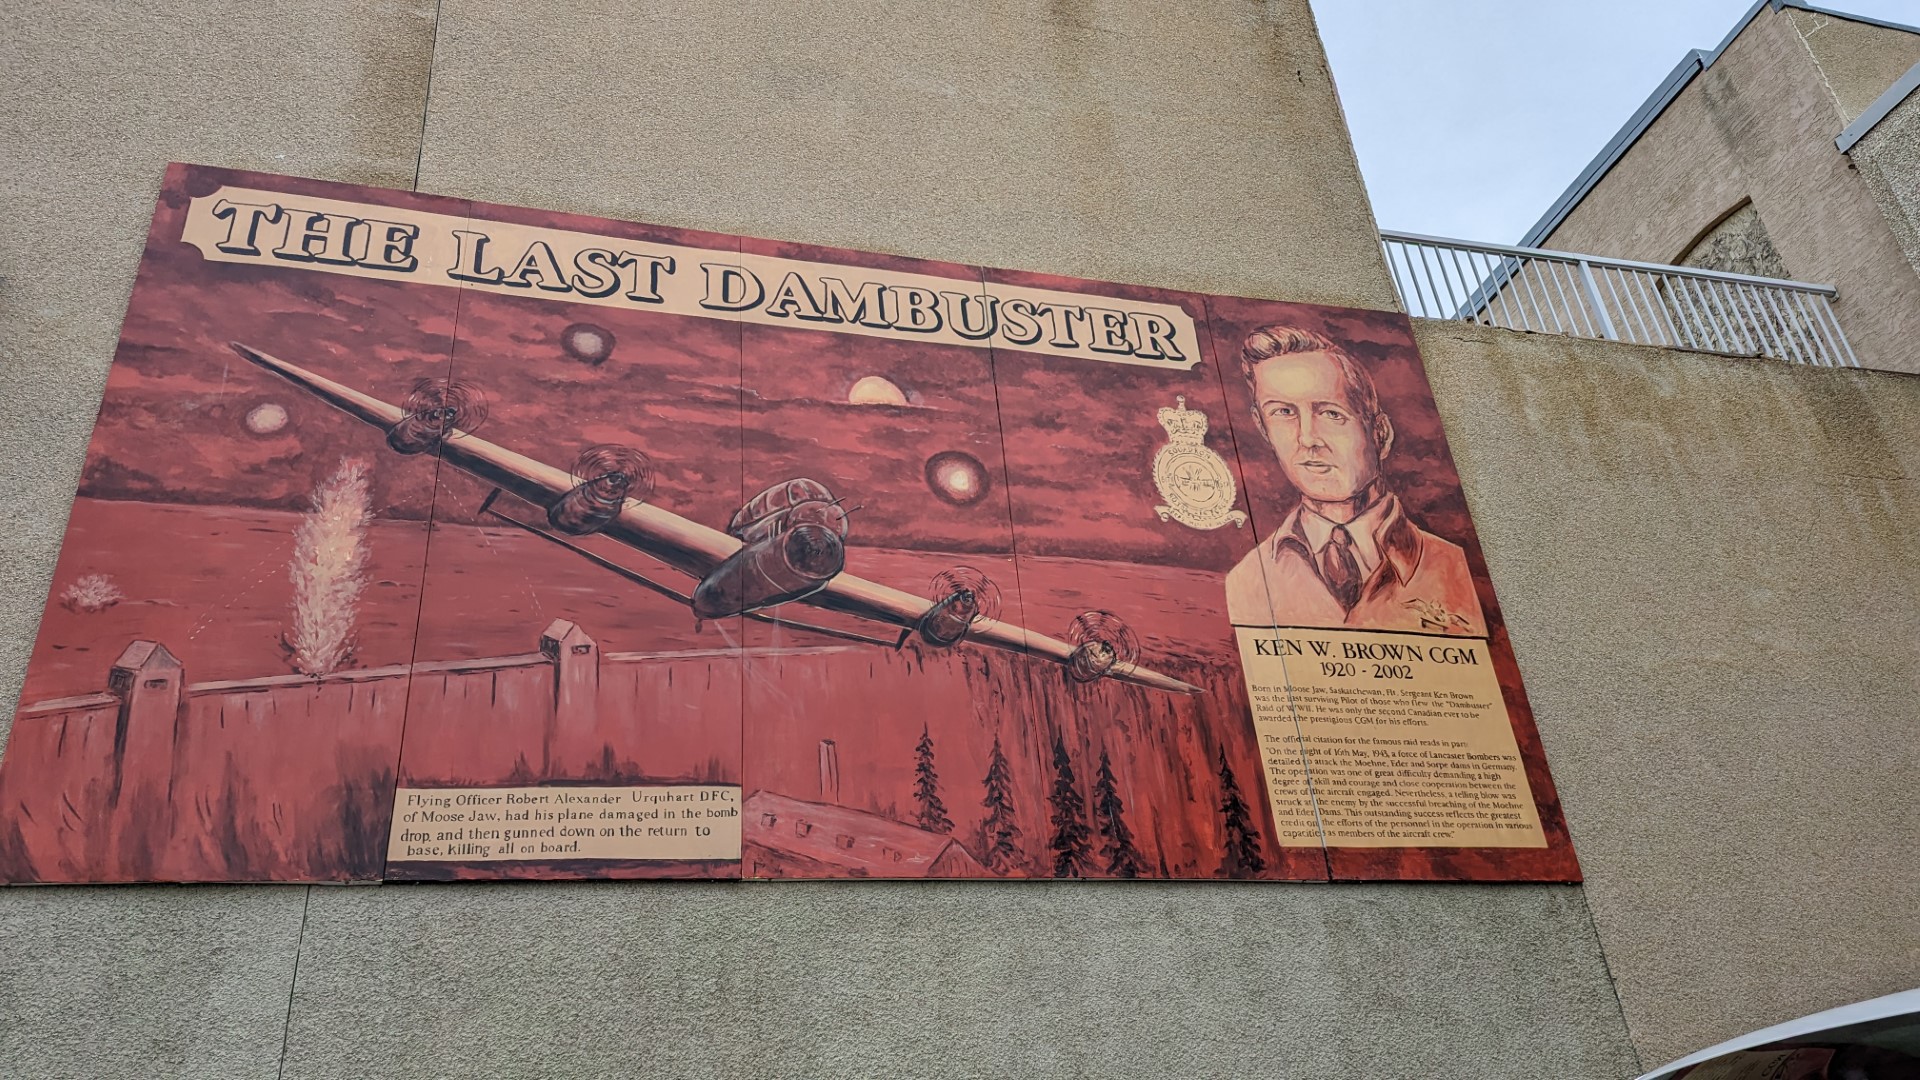 THE LAST DAMBUSTER
SQUADRON
KEN W. BROWN CGM
1920 - 2002
Born in Moose Jaw, Saskatchewan, Flt. Sergeant Ken Brown
was the last surviving Pilot of those who flew the "Dambuster"
Raid of WWII. He was only the second Canadian ever to be
awarded the prestigious CGM for his efforts.
The official citation for the famous raid reads in part:
"On the night of 16th May, 1943, a force of Lancaster Bombers was
detailed to attack the Moehne, Eder and Sorpe dams in Germany.
The operation was one of great difficulty demanding a high
degree of skill and courage and close cooperation between the
crews of the aircraft engaged. Nevertheless, a telling blow was
struck at the enemy by the successful breaching of the Moehne
and Eder Dams. This outstanding success reflects the greatest
credit on the efforts of the personnel in the operation in various
capacities as members of the aircraft crew."
Flying Officer Robert Alexander Urquhart DFC,
of Moose Jaw, had his plane damaged in the bomb
drop, and then gunned down on the return to
base, killing all on board.